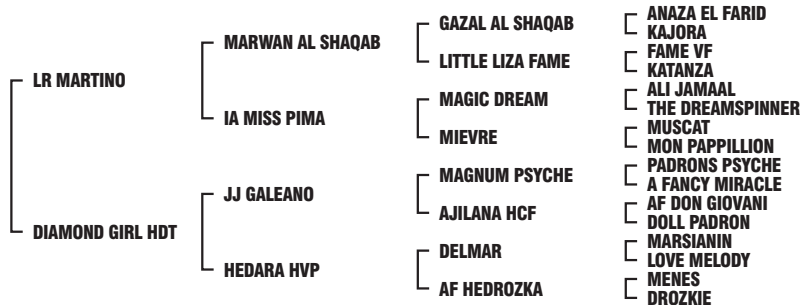 LR MARTINO
DIAMOND GIRL HDT
MARWAN AL SHAQAB
IA MISS PIMA
JJ GALEANO
HEDARA HVP
GAZAL AL SHAQAB
LITTLE LIZA FAME
MAGIC DREAM
MIEVRE
MAGNUM PSYCHE
AJILANA HCF
DELMAR
AF HEDROZKA
ANAZA EL FARID
KAJORA
FAME VF
KATANZA
ALI JAMAAL
THE DREAMSPINNER
MUSCAT
MON PAPPILLION
PADRONS PSYCHE
A FANCY MIRACLE
AF DON GIOVANI
DOLL PADRON
MARSIANIN
LOVE MELODY
MENES
DROZKIE